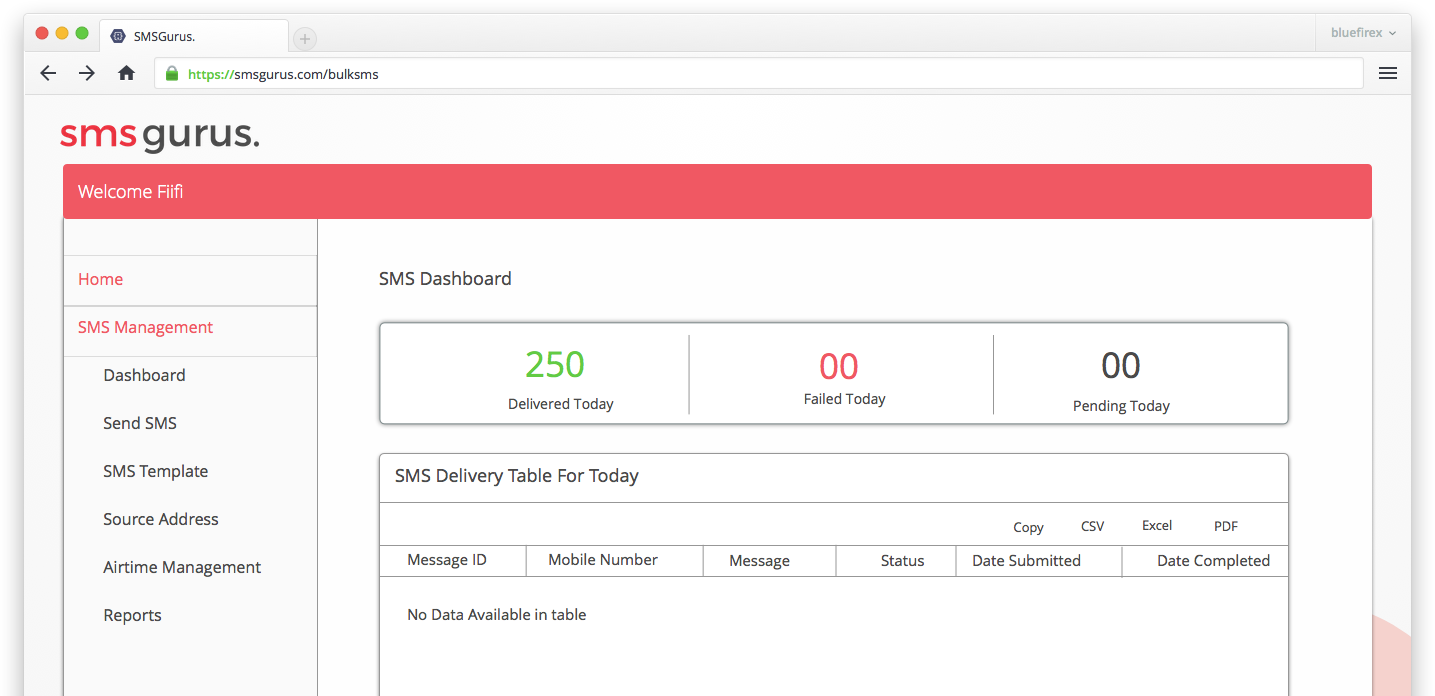 SMSGurus.
bluefirex
https://smsgurus.com/bulksms
sms gurus.
Welcome Fiifi
Home
SMS Management
Dashboard
Send SMS
SMS Template
Source Address
Airtime Management
Reports
SMS Dashboard
250 00 00
Delivered Today Failed Today Pending Today
SMS Delivery Table For Today
Copy CSV Excel PDF
Message ID Mobile Number Message Status Date Submitted Date Completed
No Data Available in table